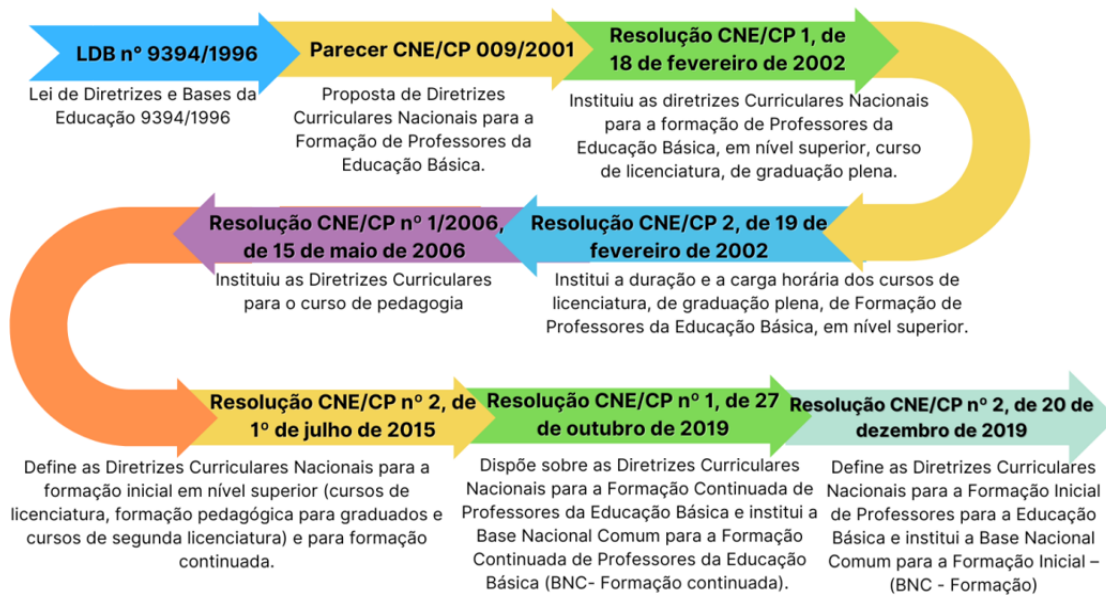 LDB n° 9394/1996
Lei de Diretrizes e Bases da
Educação 9394/1996
Parecer CNE/CP 009/2001
Proposta de Diretrizes
Curriculares Nacionais para a
Formação de Professores da
Educação Básica.
Resolução CNE/CP 1, de
18 de fevereiro de 2002
Instituiu as diretrizes Curriculares Nacionais
para a formação de Professores da
Educação Básica, em nível superior, curso
de licenciatura, de graduação plena.
Resolução CNE/CP 2, de 19 de
fevereiro de 2002
Institui a duração e a carga horária dos cursos de
licenciatura, de graduação plena, de Formação de
Professores da Educação Básica, em nível superior.
Resolução CNE/CP nº 1/2006,
de 15 de maio de 2006
Instituiu as Diretrizes Curriculares
para o curso de pedagogia
Resolução CNE/CP nº 2, de
1º de julho de 2015
Define as Diretrizes Curriculares Nacionais para a
formação inicial em nível superior (cursos de
licenciatura, formação pedagógica para graduados e
cursos de segunda licenciatura) e para formação
continuada.
Resolução CNE/CP nº 1, de 27
de outubro de 2019
Dispõe sobre as Diretrizes Curriculares
Nacionais para a Formação Continuada de
Professores da Educação Básica e institui a
Base Nacional Comum para a Formação
Continuada de Professores da Educação
Básica (BNC- Formação continuada).
Resolução CNE/CP nº 2, de 20 de
dezembro de 2019
Define as Diretrizes Curriculares
Nacionais para a Formação Inicial
de Professores para a Educação
Básica e institui a Base Nacional
Comum para a Formação Inicial –
(BNC - Formação)